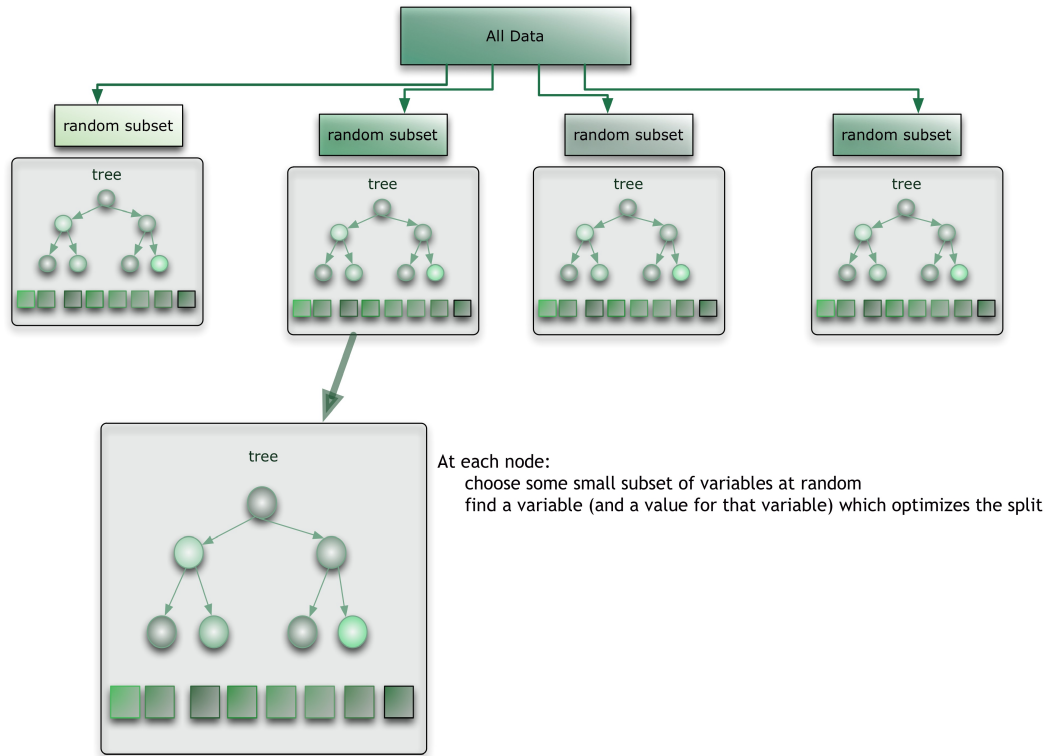 All Data
random subset
random subset
random subset
random subset
tree
tree
tree
tree
tree
At each node:
choose some small subset of variables at random
find a variable (and a value for that variable) which optimizes the split